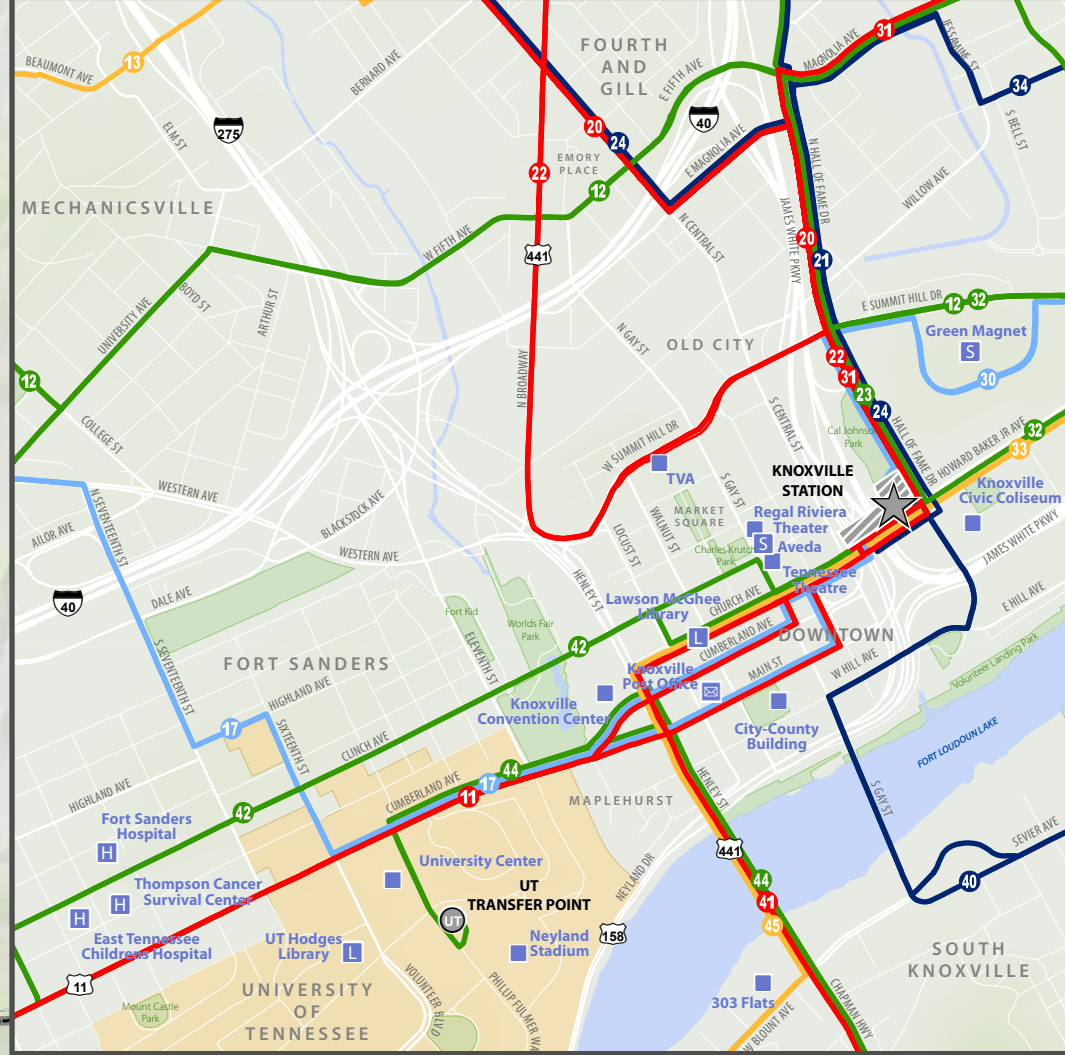 31
FOURTH
AND
GILL
MAGNOLIA AVE
JESSAMINE ST
BEAUMONT AVE
13
BERNARD AVE
E FIFTH AVE
34
275
ELM ST
40
S BELL ST
20
24
E MAGNOLIA AVE
EMORY
PLACE
22
12
N HALL OF FAME DR
WILLOW AVE
MECHANICSVILLE
JAMES WHITE PKWY
W FIFTH AVE
N CENTRAL ST
20
21
441
BOYD ST
ARTHUR ST
UNIVERSITY AVE
E SUMMIT HILL DR
12
32
N GAY ST
OLD CITY
Green Magnet
S
22
12
31
30
N BROADWAY
23
24
COLLEGE ST
S CENTRAL ST
Cal Johnson
Park
HALL OF FAME DR
HOWARD BAKER JR AVE
32
33
W SUMMIT HILL DR
TVA
KNOXVILLE
STATION
Knoxville
Civic Coliseum
N SEVENTEENTH ST
WESTERN AVE
BLACKSTOCK AVE
S GAY ST
MARKET
SQUARE
WALNUT ST
Regal Riviera
Theater
AILOR AVE
LOCUST ST
S
Aveda
JAMES WHITE PKWY
WESTERN AVE
Charles Krutch
Park
Tennessee
Theatre
HENLEY ST
40
DALE AVE
Fort Kid
Worlds Fair
Park
Lawson McGhee
Library
CHURCH AVE
E HILL AVE
L
CUMBERLAND AVE
DOWNTOWN
S SEVENTEENTH ST
FORT SANDERS
ELEVENTH ST
42
Knoxville
Post Office
MAIN ST
W HILL AVE
Volunteer Landing Park
HIGHLAND AVE
Knoxville
Convention Center
17
SIXTEENTH ST
CLINCH AVE
City-County
Building
FORT LOUDOUN LAKE
44
17
11
CUMBERLAND AVE
HIGHLAND AVE
MAPLEHURST
HENLEY ST
S GAY ST
42
Fort Sanders
Hospital
SEVIER AVE
H
441
University Center
NEYLAND DR
44
40
Thompson Cancer
Survival Center
H
UT
TRANSFER POINT
41
H
UT
45
158
East Tennessee
Childrens Hospital
UT Hodges
Library
L
Neyland
Stadium
SOUTH
KNOXVILLE
11
UNIVERSITY
OF
TENNESSEE
VOLUNTEER BLVD
PHILLIP FULMER WA
303 Flats
CHAPMAN HWY
Mount Castle
Park
W BLOUNT AVE